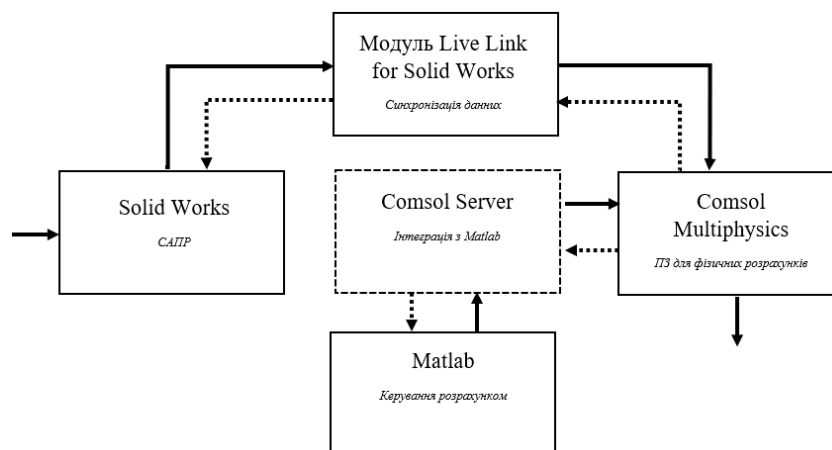 Модуль Live Link
for Solid Works
Синхронізація данних
Solid Works
САПР
Comsol Server
Інтеграція з Matlab
Comsol
Multiphysics
ПЗ для фізичних розрахунків
Matlab
Керування розрахунком